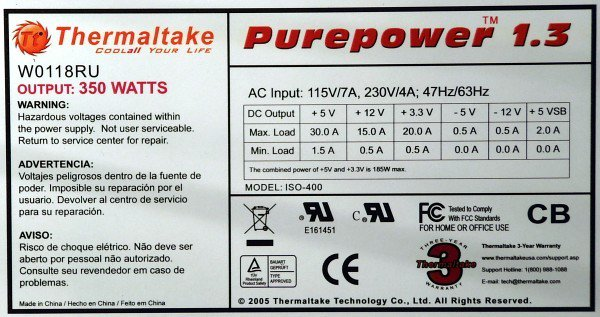 Tt Thermaltake
COOLall YOUR LIFE
W0118RU
OUTPUT: 350 WATTS
WARNING:
Hazardous voltages contained within
the power supply. Not user serviceable.
Return to service center for repair.
ADVERTENCIA:
Voltajes peligrosos dentro de la fuente de
poder. Imposible su reparación por el
usuario. Devolver al centro de servicio
para su reparación.
AVISO:
Risco de choque elétrico. Não deve ser
aberto por pessoal não autorizado.
Consulte seu revendedor em caso de
problemas.
Made in China / Hecho en China / Feito em China
Purepower™ 1.3
AC Input: 115V/7A, 230V/4A; 47Hz/63Hz
DC Output + 5 V + 12 V + 3.3 V - 5 V - 12 V + 5 VSB
Max. Load 30.0 A 15.0 A 20.0 A 0.5 A 0.5 A 2.0 A
Min. Load 1.5 A 0.5 A 0.5 A 0.0 A 0.0 A 0.0 A
The combined power of +5V and +3.3V is 185W max.
MODEL: ISO-400
c RU US
E161451
c RU
FC Tested to Comply
With FCC Standards
FOR HOME OR OFFICE USE
CB
TÜV
Rheinland
Product Safety
BAUART
GEPRÜFT
TYPE
APPROVED
CE
THREE-YEAR
Thermaltake
3
WARRANTY
Thermaltake 3-Year Warranty
www.thermaltakeusa.com/support.asp
Support Hotline: 1(800) 988-1088
E-mail: tech@thermaltake.com
© 2005 Thermaltake Technology Co., Ltd. All Rights Reserved.